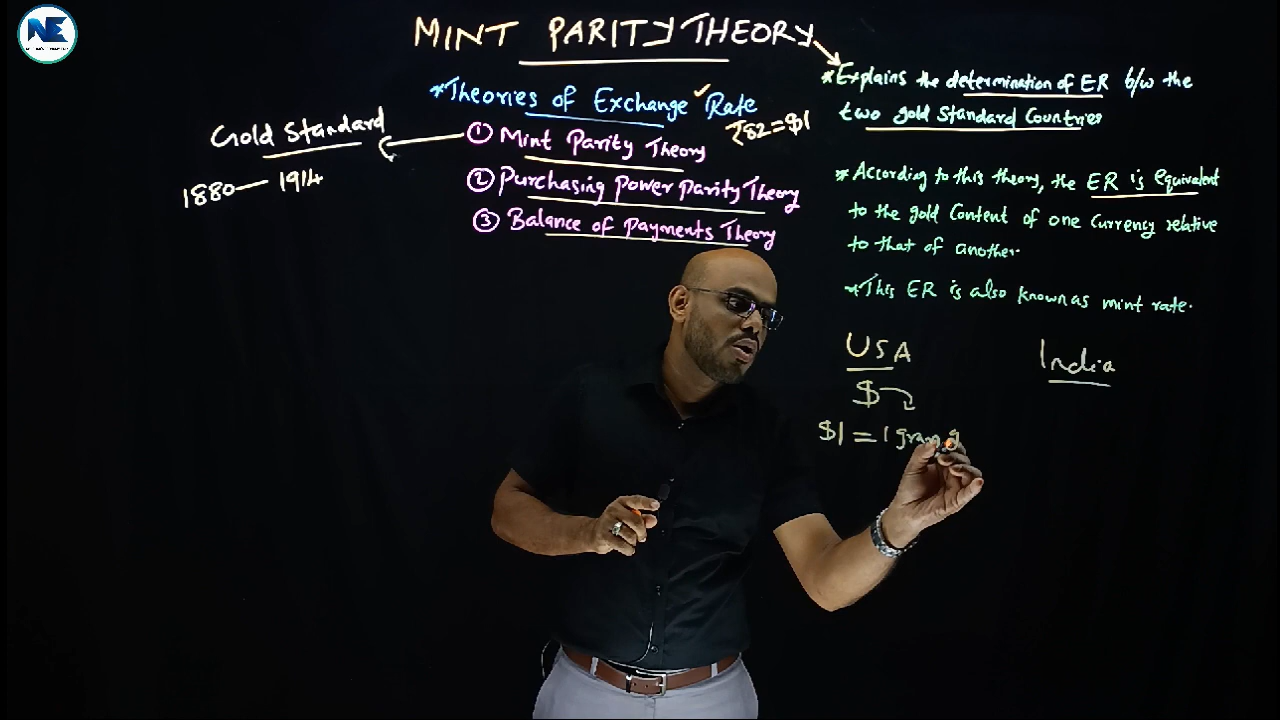 NE
MINT PARITY THEORY
*Theories of Exchange Rate
₹82=$1
Gold Standard
1880 — 1914
① Mint Parity Theory
② Purchasing power parity Theory
③ Balance of payments Theory
*Explains the determination of ER b/w the
two gold Standard Countries
* According to this theory, the ER is equivalent
to the gold Content of one currency relative
to that of another.
*This ER is also known as mint rate.
USA
India
$
$1 = 1 gram g